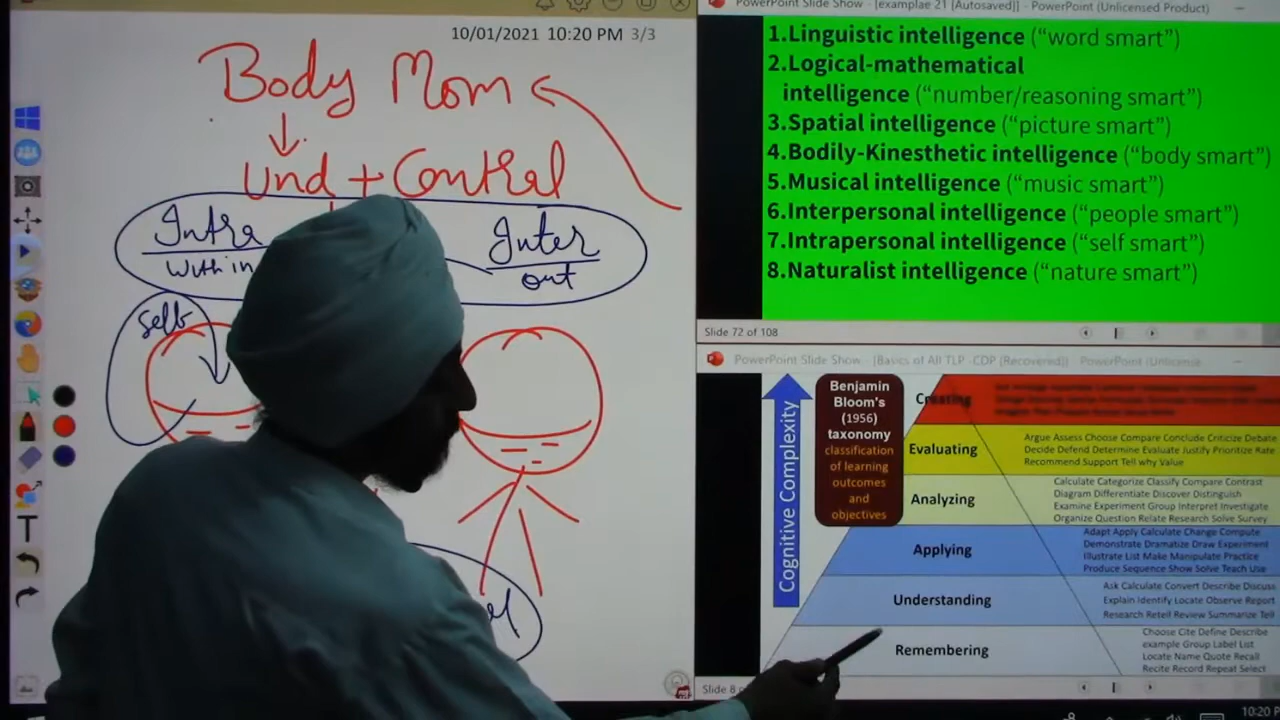 10/01/2021 10:20 PM 3/3
Body Mom
Und + Control
Intra
within
Inter
out
Self
PowerPoint Slide Show - [examplae 21 [Autosaved]] - PowerPoint (Unlicensed Product)
1.Linguistic intelligence (“word smart”)
2.Logical-mathematical
intelligence (“number/reasoning smart”)
3.Spatial intelligence (“picture smart”)
4.Bodily-Kinesthetic intelligence (“body smart”)
5.Musical intelligence (“music smart”)
6.Interpersonal intelligence (“people smart”)
7.Intrapersonal intelligence (“self smart”)
8.Naturalist intelligence (“nature smart”)
Slide 72 of 108
PowerPoint Slide Show - [Basics of All TLP -CDP (Recovered)] - PowerPoint
Cognitive Complexity
Benjamin
Bloom's
(1956)
taxonomy
classification
of learning
outcomes
and
objectives
Creating
Evaluating
Argue Assess Choose Compare Conclude Criticize Debate
Decide Defend Determine Evaluate Justify Prioritize Rate
Recommend Support Tell why Value
Analyzing
Calculate Categorize Classify Compare Contrast
Diagram Differentiate Discover Distinguish
Examine Experiment Group Interpret Investigate
Organize Question Relate Research Solve Survey
Applying
Adapt Apply Calculate Change Compute
Demonstrate Dramatize Draw Experiment
Illustrate List Make Manipulate Practice
Produce Sequence Show Solve Teach Use
Understanding
Ask Calculate Convert Describe Discuss
Explain Identify Locate Observe Report
Research Retell Review Summarize Tell
Remembering
Choose Cite Define Describe
example Group Label List
Locate Name Quote Recall
Recite Record Repeat Select
Slide 8
10:20 P